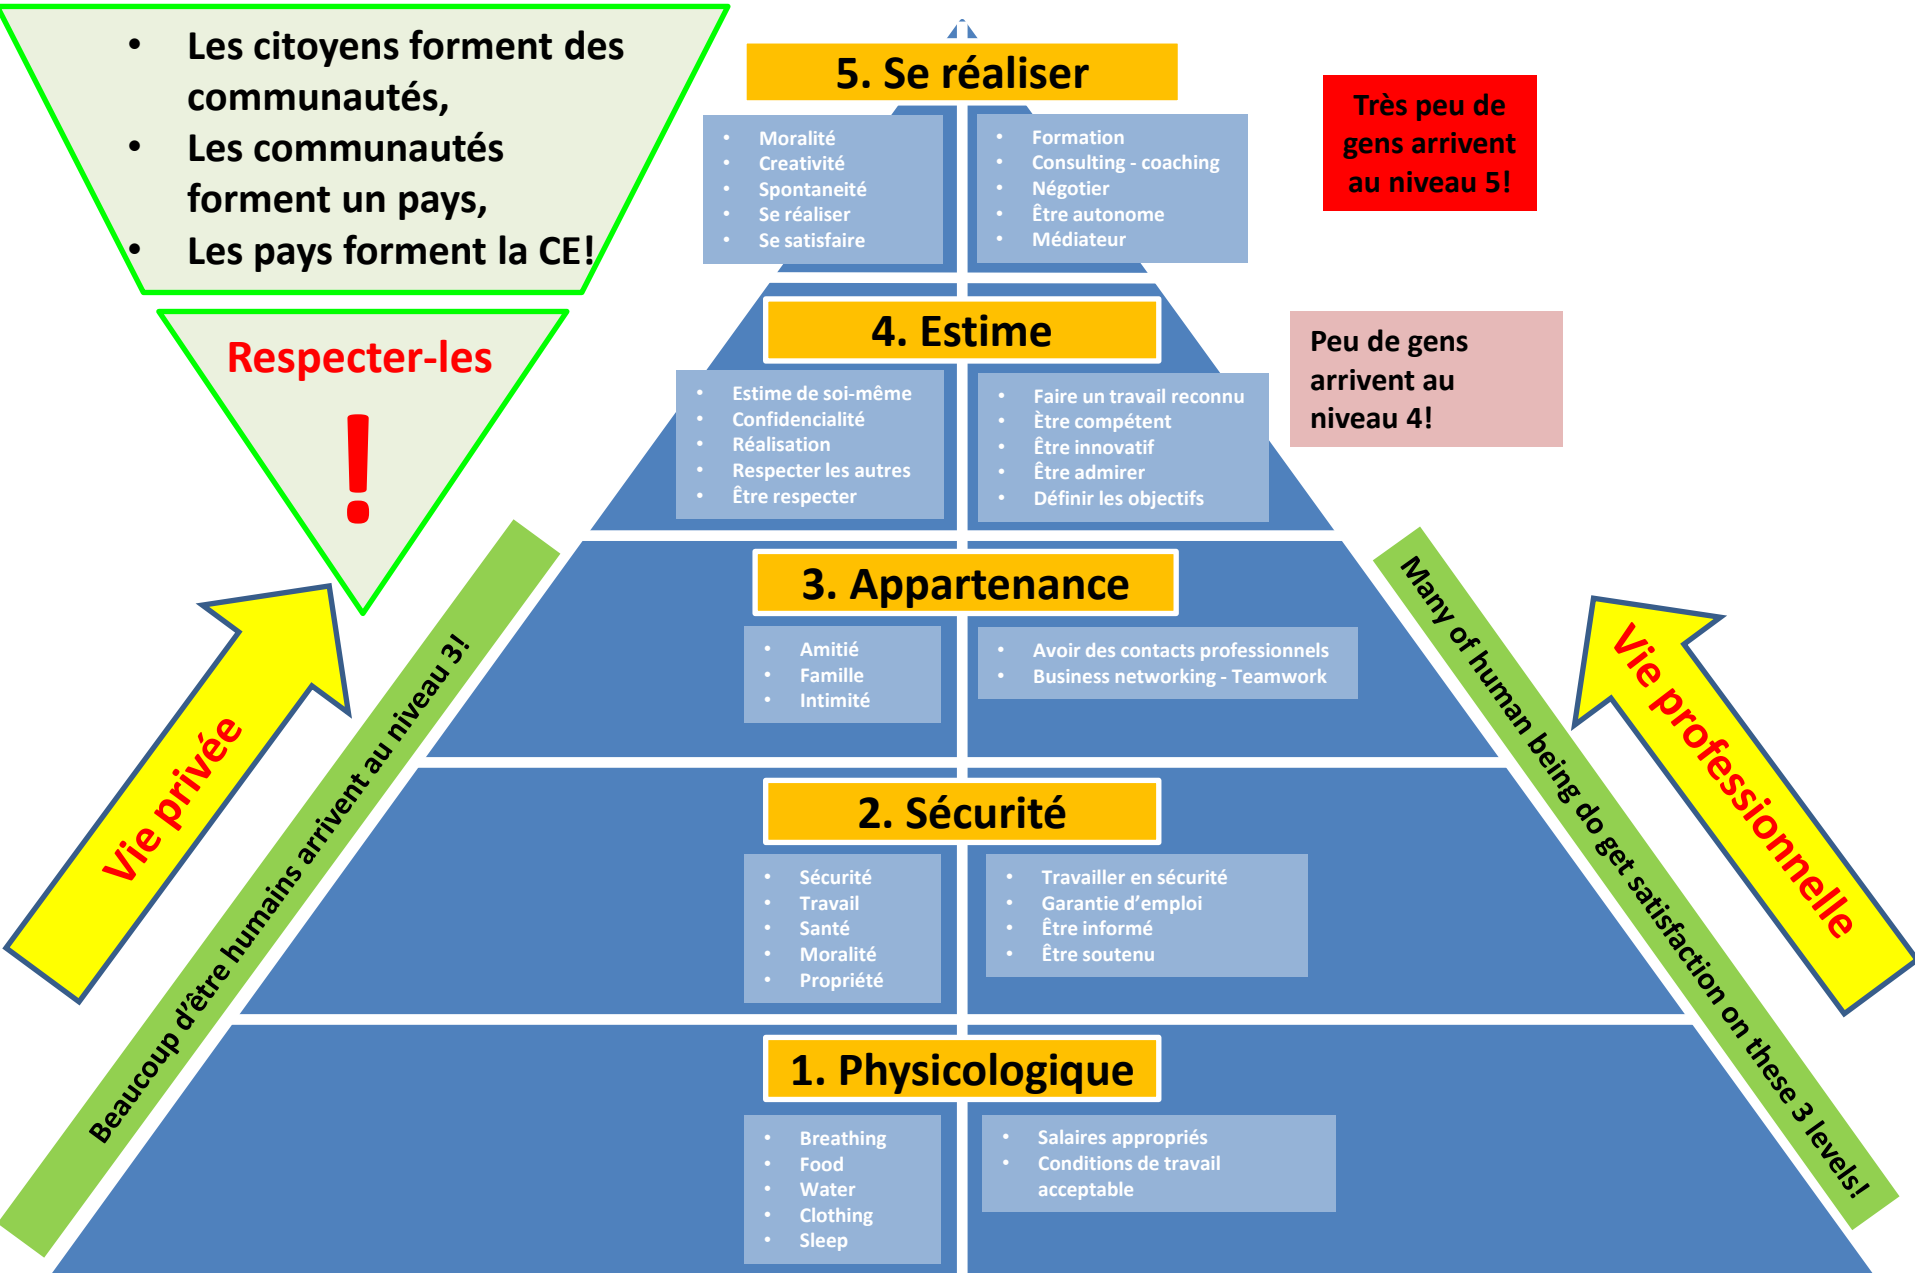 • Les citoyens forment des
communautés,
• Les communautés
forment un pays,
• Les pays forment la CE!
Respecter-les
!
5. Se réaliser
• Moralité
• Creativité
• Spontaneité
• Se réaliser
• Se satisfaire
• Formation
• Consulting - coaching
• Négotier
• Être autonome
• Médiateur
Très peu de
gens arrivent
au niveau 5!
4. Estime
• Estime de soi-même
• Confidencialité
• Réalisation
• Respecter les autres
• Être respecter
• Faire un travail reconnu
• Ètre compétent
• Être innovatif
• Être admirer
• Définir les objectifs
Peu de gens
arrivent au
niveau 4!
3. Appartenance
• Amitié
• Famille
• Intimité
• Avoir des contacts professionnels
• Business networking - Teamwork
Vie privée
Beaucoup d'être humains arrivent au niveau 3!
Many of human being do get satisfaction on these 3 levels!
Vie professionnelle
2. Sécurité
• Sécurité
• Travail
• Santé
• Moralité
• Propriété
• Travailler en sécurité
• Garantie d’emploi
• Être informé
• Être soutenu
1. Physicologique
• Breathing
• Food
• Water
• Clothing
• Sleep
• Salaires appropriés
• Conditions de travail
acceptable